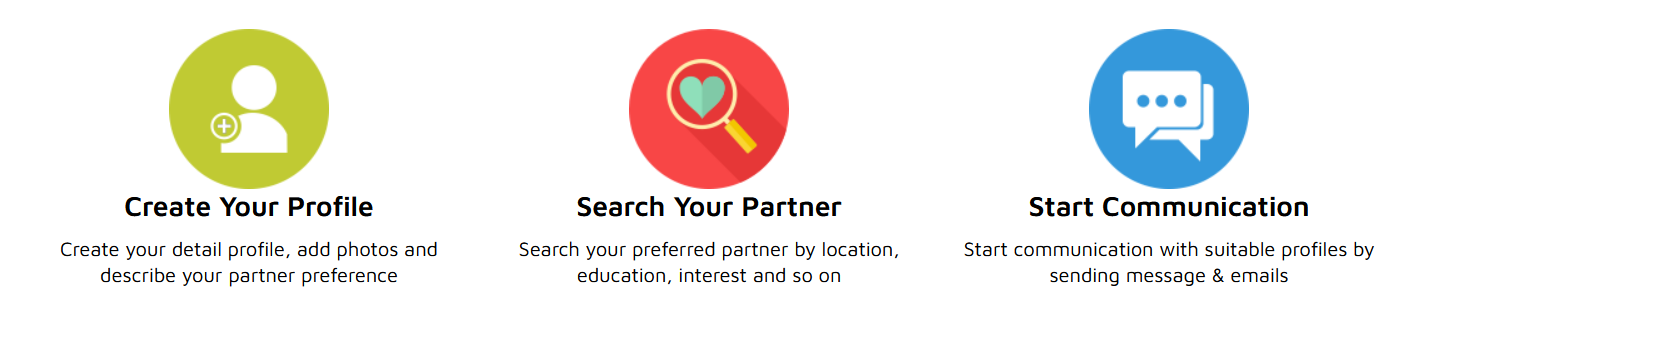 Create Your Profile
Create your detail profile, add photos and
describe your partner preference
Search Your Partner
Search your preferred partner by location,
education, interest and so on
Start Communication
Start communication with suitable profiles by
sending message & emails